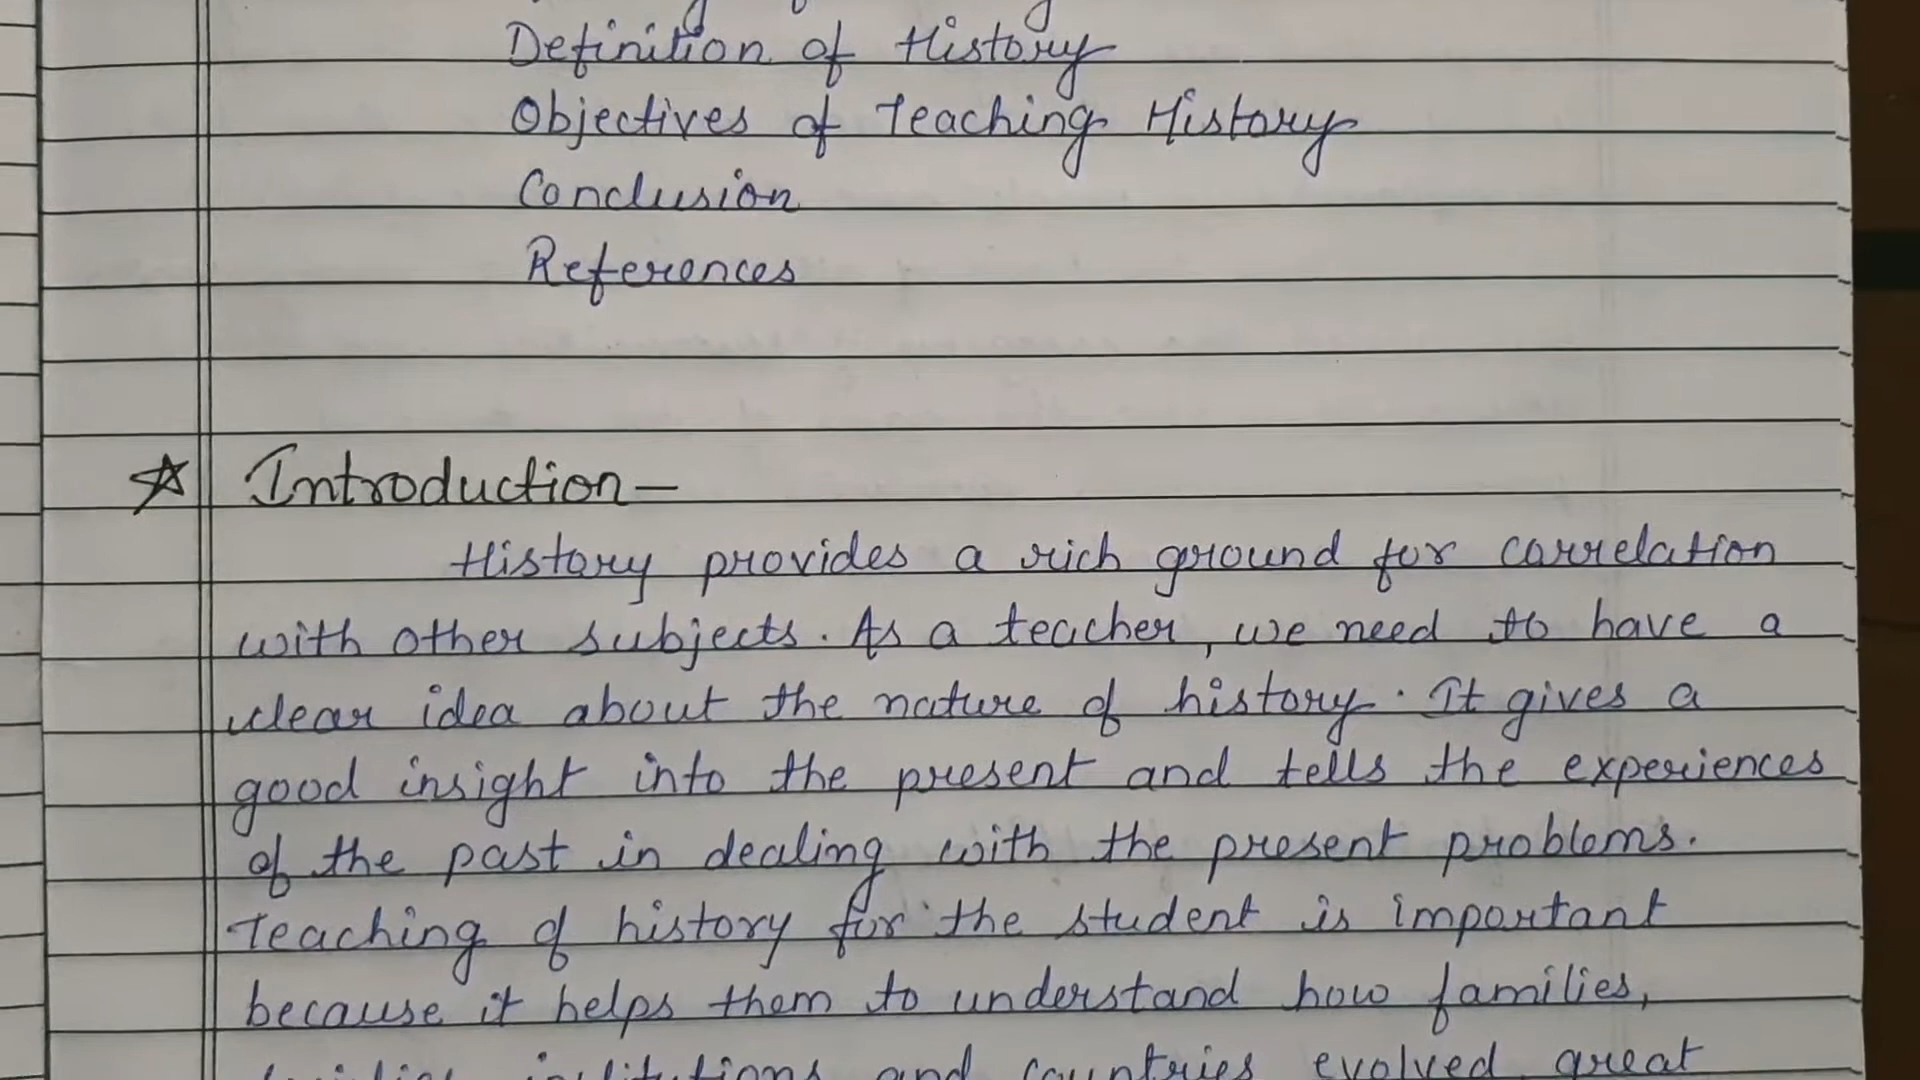 Definition of History
Objectives of Teaching History
Conclusion
References
☆ Introduction –
History provides a rich ground for correlation
with other subjects. As a teacher, we need to have a
clear idea about the nature of history. It gives a
good insight into the present and tells the experiences
of the past in dealing with the present problems.
Teaching of history for the student is important
because it helps them to understand how families,
institutions and countries evolved great